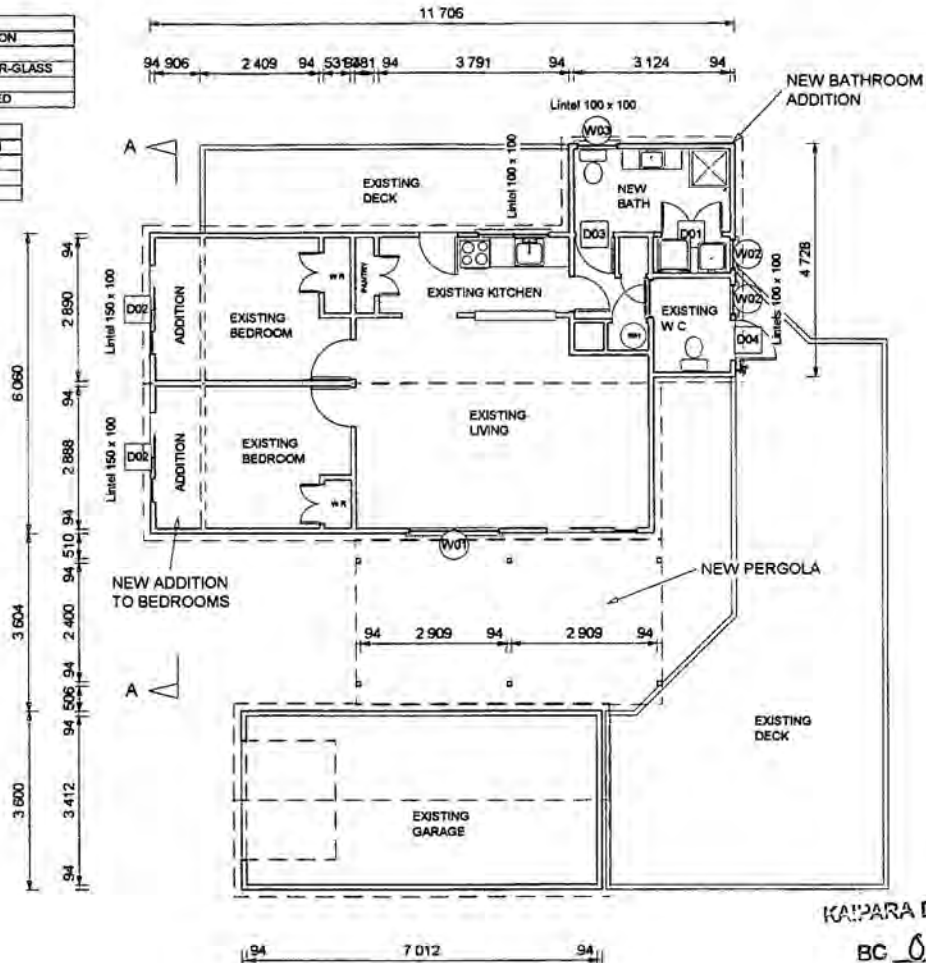 11 706
ON
R-GLASS
ED
94 906 2 409 94 94 3 791 94 3 124 94
NEW BATHROOM
ADDITION
Lintel 100 x 100
W03
A
EXISTING
DECK
Lintel 100 x 100
NEW
BATH
D03
D01
W02
W02
Lintels 100 x 100
4 728
94
2 890
94
2 888
94
6 060
D02
Lintel 150 x 100
ADDITION
EXISTING
BEDROOM
W R
PANTRY
EXISTING KITCHEN
EXISTING
W C
D04
D02
Lintel 150 x 100
ADDITION
EXISTING
BEDROOM
W R
EXISTING
LIVING
W01
510
94
2 400
94
506
3 604
NEW ADDITION
TO BEDROOMS
NEW PERGOLA
94 2 909 94 2 909 94
A
94
3 412
94
3 600
EXISTING
GARAGE
EXISTING
DECK
KAIPARA
BC
94 7 012 94